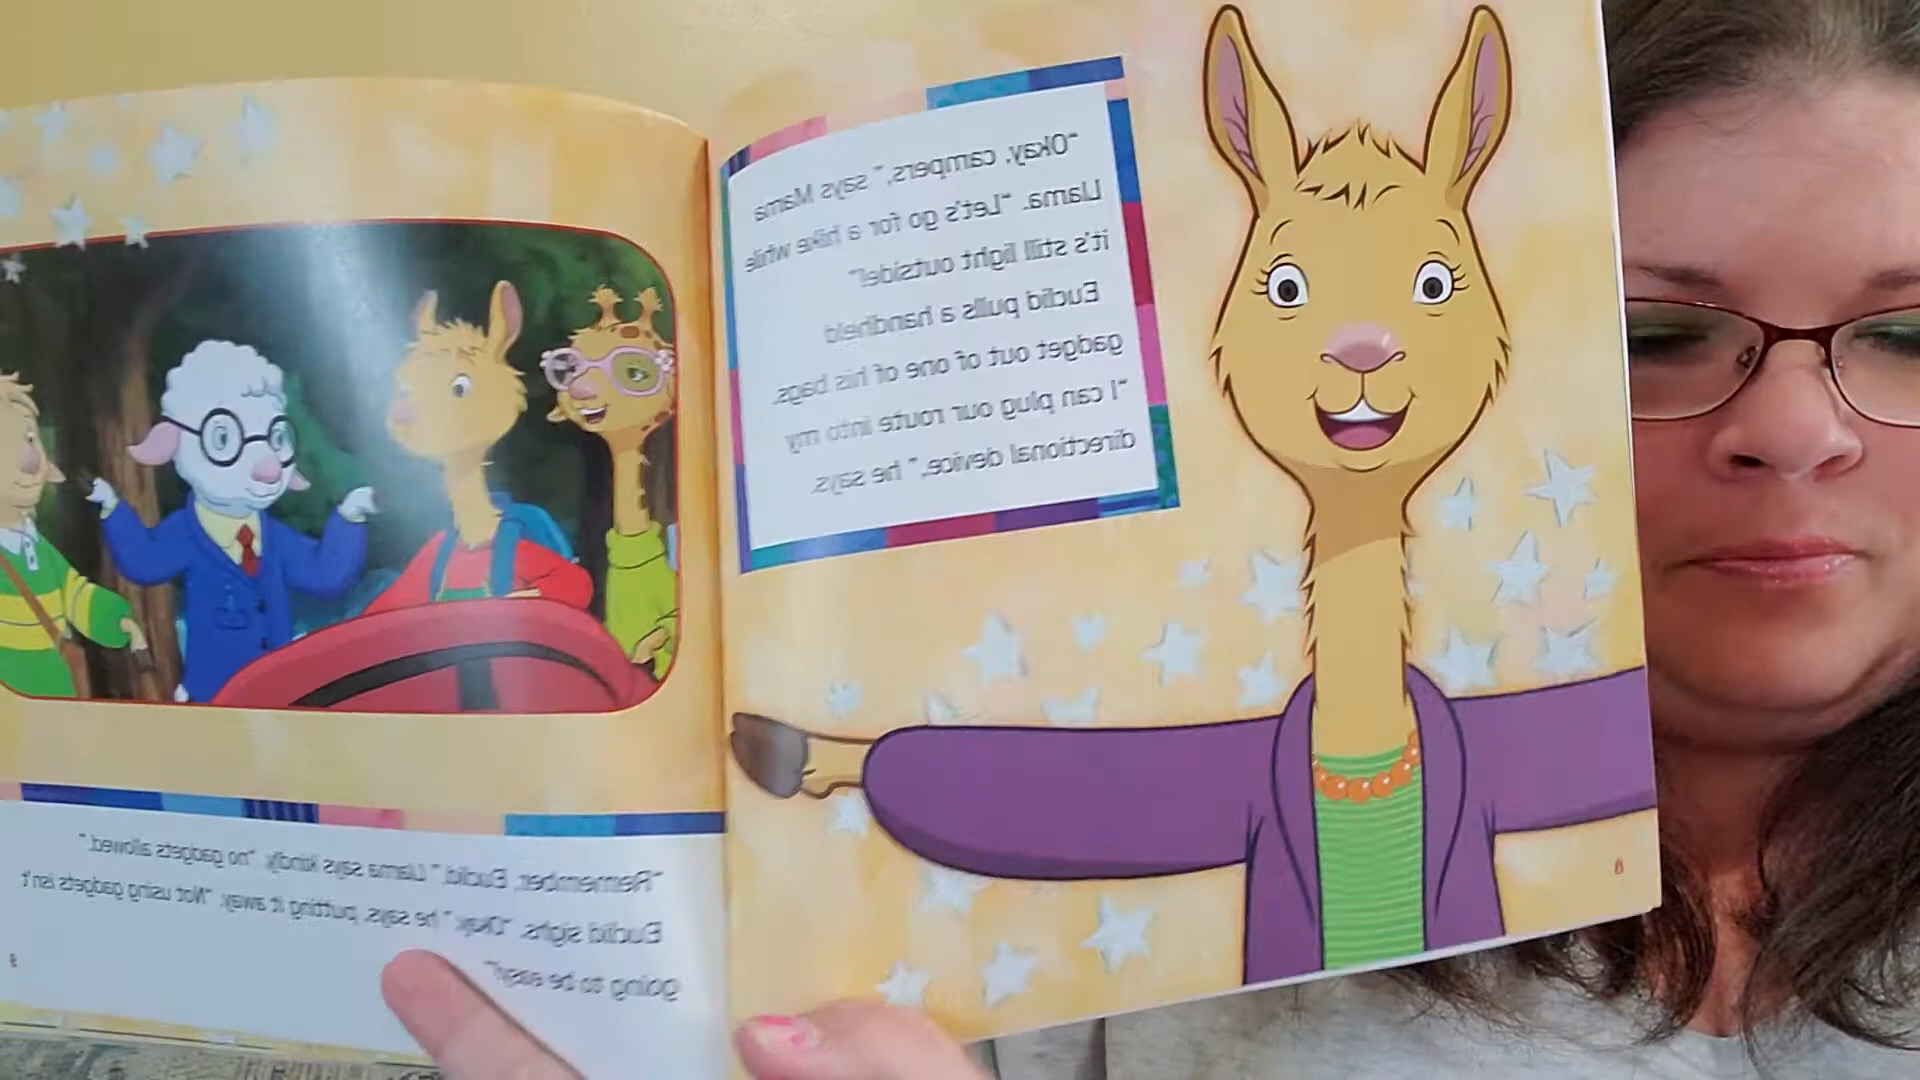 "Okay, campers," says Mama
Llama. "Let's go for a hike while
it's still light outside!"
Euclid pulls a handheld
gadget out of one of his bags.
"I can plug our route into my
directional device," he says.
8
"Remember, Euclid," Llama says kindly, "no gadgets allowed."
Euclid sighs. "Okay," he says, putting it away. "Not using gadgets isn't
going to be easy!"
9